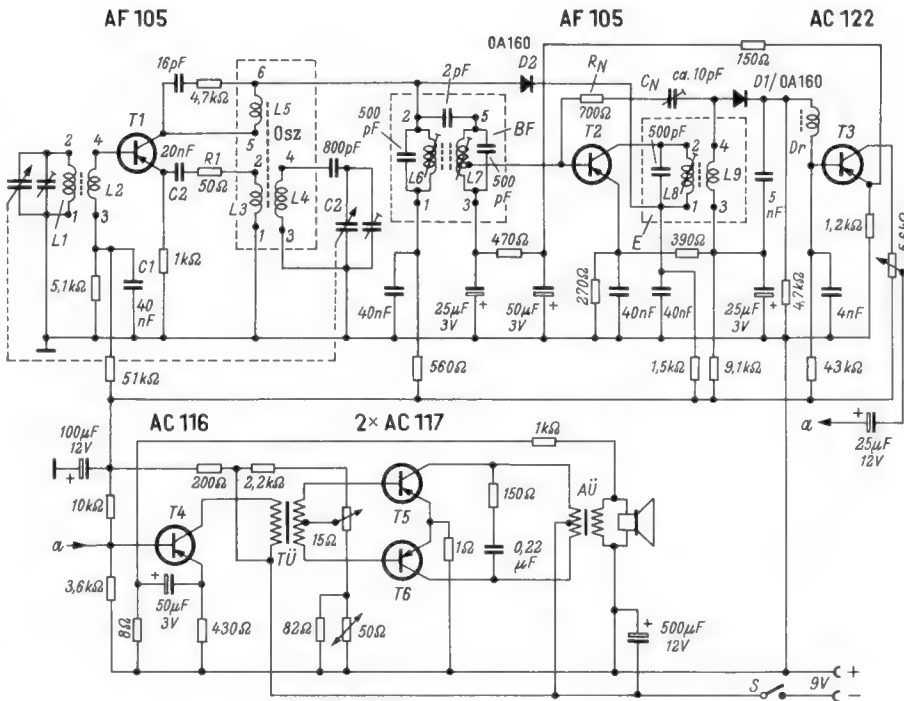 AF 105
AF 105
AC 122
16pF
4,7kΩ
6
L5
5
Osz
T1
20nF
C2
R1
50Ω
2
L3
1
4
L4
3
800pF
C2
2
L1
1
4
L2
3
5,1kΩ
C1
40
nF
1kΩ
51kΩ
2pF
500
pF
2
L6
1
5
L7
3
BF
500
pF
470Ω
40nF
25µF
3V
+
50µF
3V
+
560Ω
0A160
D2
RN
700Ω
CN
ca. 10pF
D1/0A160
150Ω
T2
500pF
2
L8
1
4
L9
3
E
390Ω
270Ω
40nF
40nF
5
nF
25µF
3V
+
4,7kΩ
1,5kΩ
9,1kΩ
Dr
T3
1,2kΩ
4nF
43kΩ
a
+
25µF
12V
AC 116
2× AC 117
100µF
12V
+
10kΩ
a
3,6kΩ
200Ω
2,2kΩ
T4
+
50µF
3V
8Ω
430Ω
TÜ
15Ω
82Ω
50Ω
T5
T6
1Ω
150Ω
0,22
µF
1kΩ
AÜ
+
500µF
12V
S
9V
+
−